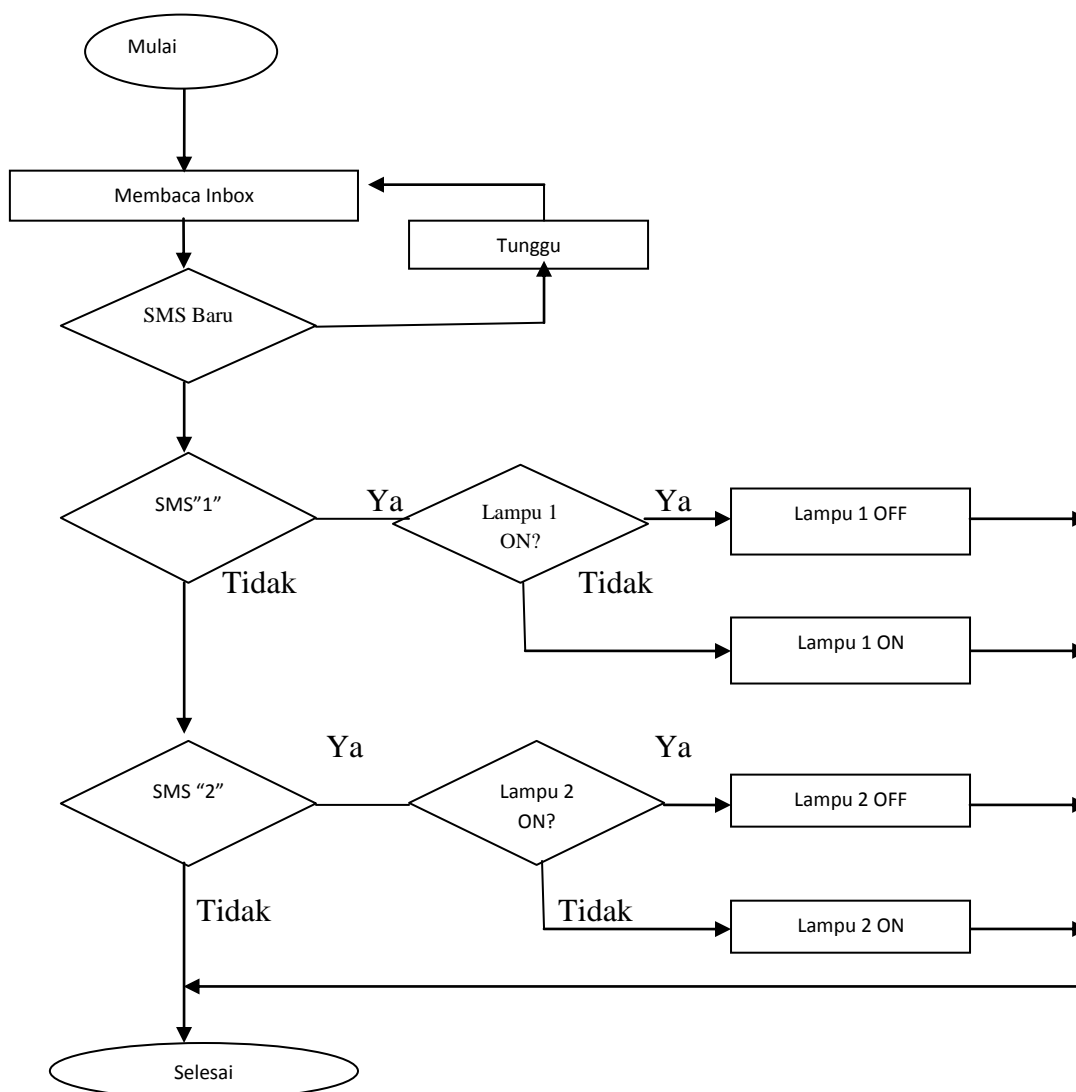 Mulai
Membaca Inbox
Tunggu
SMS Baru
SMS”1”
Ya
Lampu 1
ON?
Ya
Lampu 1 OFF
Tidak
Tidak
Lampu 1 ON
SMS “2”
Ya
Lampu 2
ON?
Ya
Lampu 2 OFF
Tidak
Tidak
Lampu 2 ON
Selesai